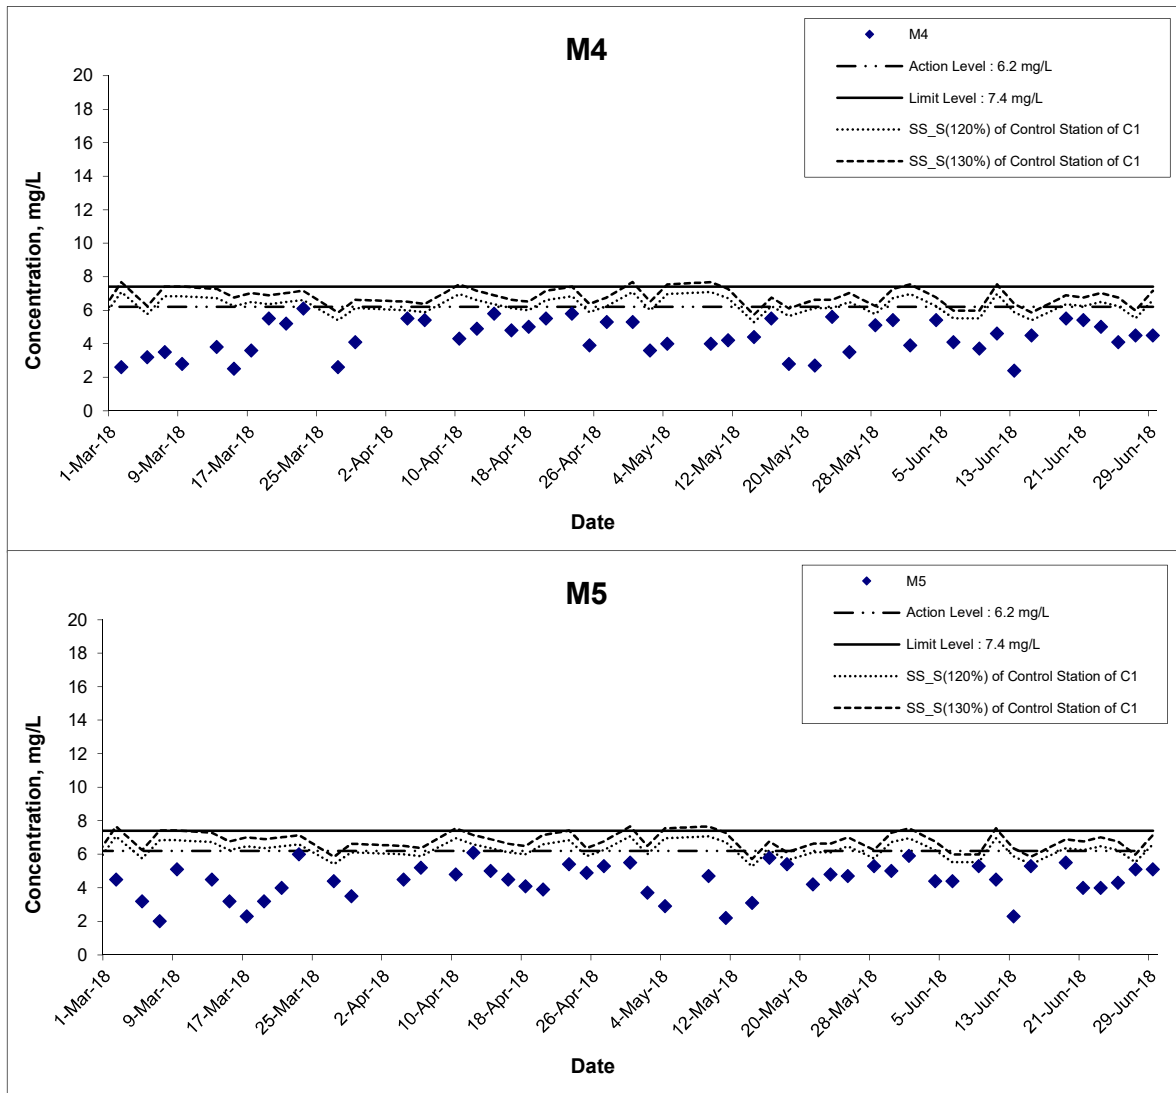 M4
M4
Action Level : 6.2 mg/L
Limit Level : 7.4 mg/L
SS_S(120%) of Control Station of C1
SS_S(130%) of Control Station of C1
Concentration, mg/L
20
18
16
14
12
10
8
6
4
2
0
1-Mar-18
9-Mar-18
17-Mar-18
25-Mar-18
2-Apr-18
10-Apr-18
18-Apr-18
26-Apr-18
4-May-18
12-May-18
20-May-18
28-May-18
5-Jun-18
13-Jun-18
21-Jun-18
29-Jun-18
Date
M5
M5
Action Level : 6.2 mg/L
Limit Level : 7.4 mg/L
SS_S(120%) of Control Station of C1
SS_S(130%) of Control Station of C1
Concentration, mg/L
20
18
16
14
12
10
8
6
4
2
0
1-Mar-18
9-Mar-18
17-Mar-18
25-Mar-18
2-Apr-18
10-Apr-18
18-Apr-18
26-Apr-18
4-May-18
12-May-18
20-May-18
28-May-18
5-Jun-18
13-Jun-18
21-Jun-18
29-Jun-18
Date